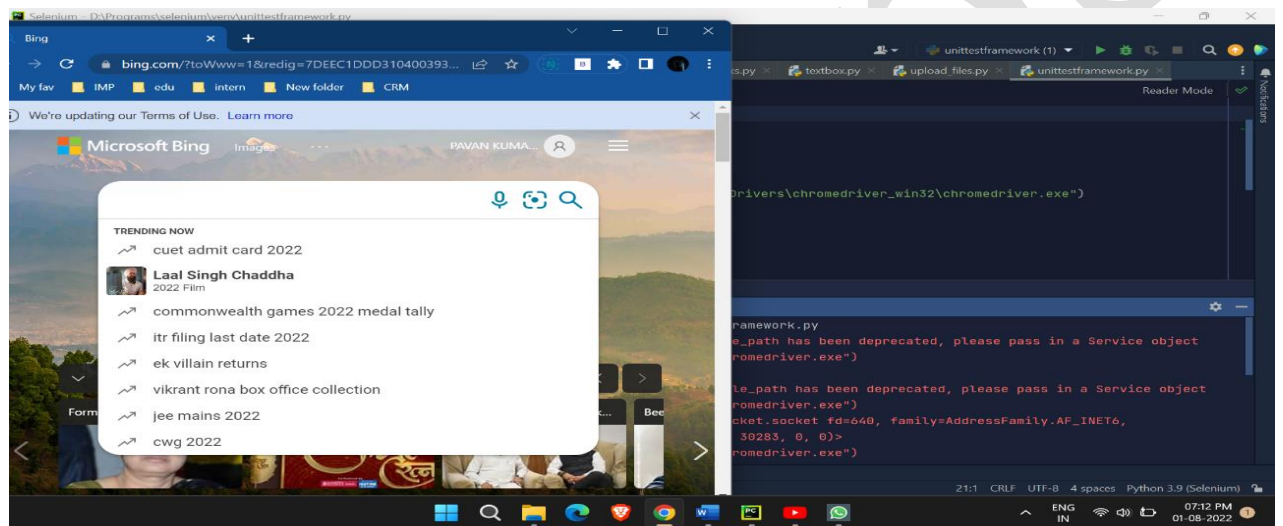 Selenium - D:\Programs\selenium\venv\unittestframework.py
Bing
bing.com/?toWww=1&redig=7DEEC1DDD310400393...
My fav IMP edu intern New folder CRM
We're updating our Terms of Use. Learn more
Microsoft Bing Images ... PAVAN KUMA...
TRENDING NOW
cuet admit card 2022
Laal Singh Chaddha
2022 Film
commonwealth games 2022 medal tally
itr filing last date 2022
ek villain returns
vikrant rona box office collection
jee mains 2022
cwg 2022
Form
Bee
unittestframework (1)
cs.py textbox.py upload_files.py unittestframework.py
Reader Mode
Notifications
Drivers\chromedriver_win32\chromedriver.exe")
ramework.py
e_path has been deprecated, please pass in a Service object
romedriver.exe")
le_path has been deprecated, please pass in a Service object
romedriver.exe")
cket.socket fd=640, family=AddressFamily.AF_INET6,
30283, 0, 0)>
romedriver.exe")
21:1 CRLF UTF-8 4 spaces Python 3.9 (Selenium)
ENG
IN
07:12 PM
01-08-2022
1